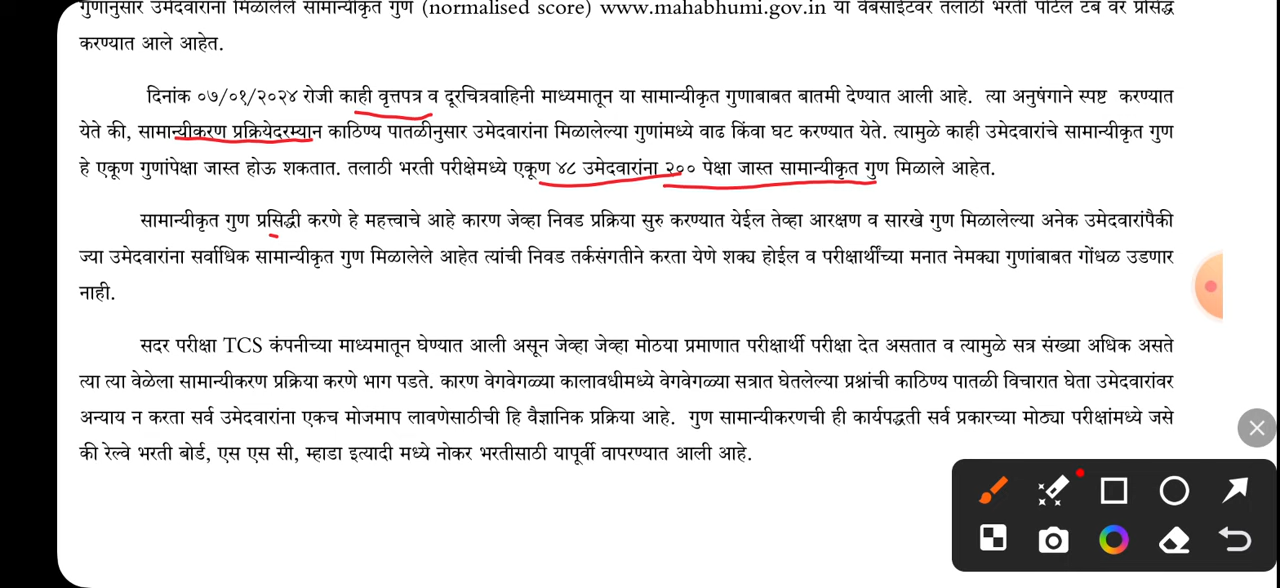 गुणानुसार उमेदवारांना मिळालेले सामान्यीकृत गुण (normalised score) www.mahabhumi.gov.in या वेबसाईटवर तलाठी भरती पोर्टल टॅब वर प्रसिद्ध
करण्यात आले आहेत.
दिनांक ०७/०१/२०२४ रोजी काही वृत्तपत्र व दूरचित्रवाहिनी माध्यमातून या सामान्यीकृत गुणाबाबत बातमी देण्यात आली आहे. त्या अनुषंगाने स्पष्ट करण्यात
येते की, सामान्यीकरण प्रक्रियेदरम्यान काठिण्य पातळीनुसार उमेदवारांना मिळालेल्या गुणांमध्ये वाढ किंवा घट करण्यात येते. त्यामुळे काही उमेदवारांचे सामान्यीकृत गुण
हे एकूण गुणांपेक्षा जास्त होऊ शकतात. तलाठी भरती परीक्षेमध्ये एकूण ४८ उमेदवारांना २०० पेक्षा जास्त सामान्यीकृत गुण मिळाले आहेत.
सामान्यीकृत गुण प्रसिद्धी करणे हे महत्त्वाचे आहे कारण जेव्हा निवड प्रक्रिया सुरु करण्यात येईल तेव्हा आरक्षण व सारखे गुण मिळालेल्या अनेक उमेदवारांपैकी
ज्या उमेदवारांना सर्वाधिक सामान्यीकृत गुण मिळालेले आहेत त्यांची निवड तर्कसंगतीने करता येणे शक्य होईल व परीक्षार्थींच्या मनात नेमक्या गुणांबाबत गोंधळ उडणार
नाही.
सदर परीक्षा TCS कंपनीच्या माध्यमातून घेण्यात आली असून जेव्हा जेव्हा मोठया प्रमाणात परीक्षार्थी परीक्षा देत असतात व त्यामुळे सत्र संख्या अधिक असते
त्या त्या वेळेला सामान्यीकरण प्रक्रिया करणे भाग पडते. कारण वेगवेगळ्या कालावधीमध्ये वेगवेगळ्या सत्रात घेतलेल्या प्रश्नांची काठिण्य पातळी विचारात घेता उमेदवारांवर
अन्याय न करता सर्व उमेदवारांना एकच मोजमाप लावणेसाठीची हि वैज्ञानिक प्रक्रिया आहे. गुण सामान्यीकरणची ही कार्यपद्धती सर्व प्रकारच्या मोठ्या परीक्षांमध्ये जसे
की रेल्वे भरती बोर्ड, एस एस सी, म्हाडा इत्यादी मध्ये नोकर भरतीसाठी यापूर्वी वापरण्यात आली आहे.